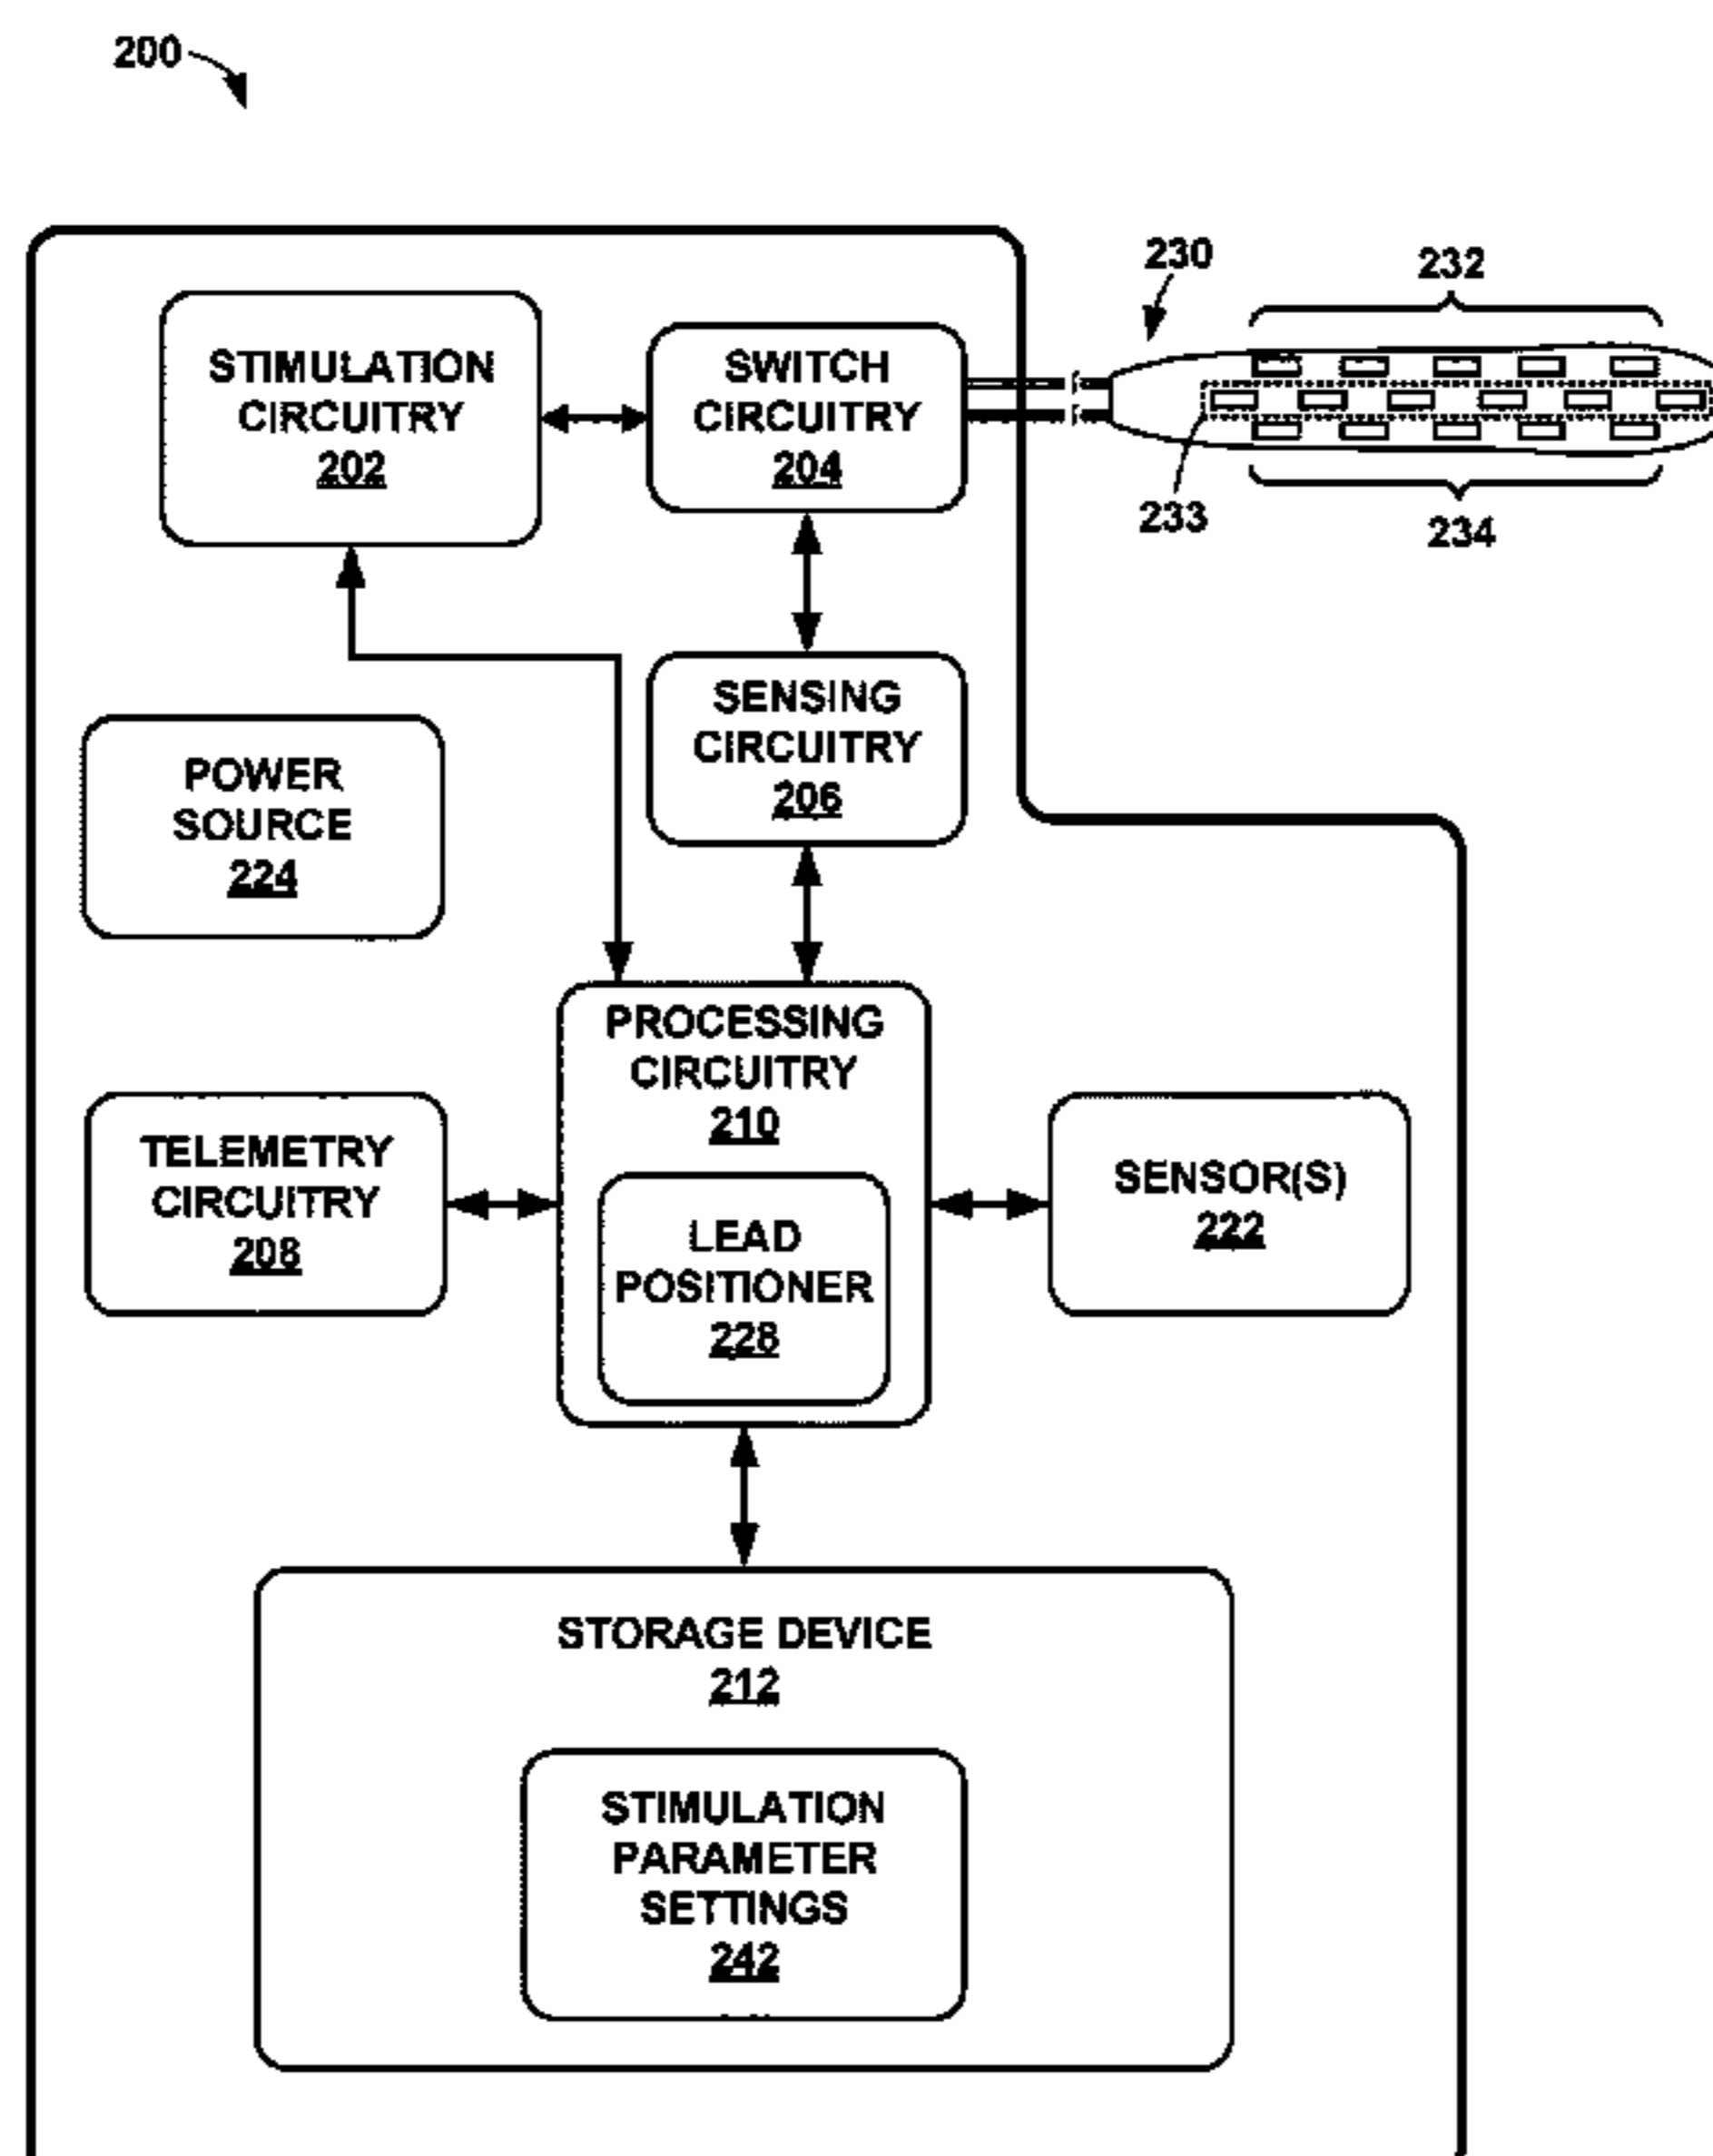 200
230
232
STIMULATION
CIRCUITRY
202
SWITCH
CIRCUITRY
204
233
234
SENSING
CIRCUITRY
206
POWER
SOURCE
224
PROCESSING
CIRCUITRY
210
TELEMETRY
CIRCUITRY
208
LEAD
POSITIONER
228
SENSOR(S)
222
STORAGE DEVICE
212
STIMULATION
PARAMETER
SETTINGS
242